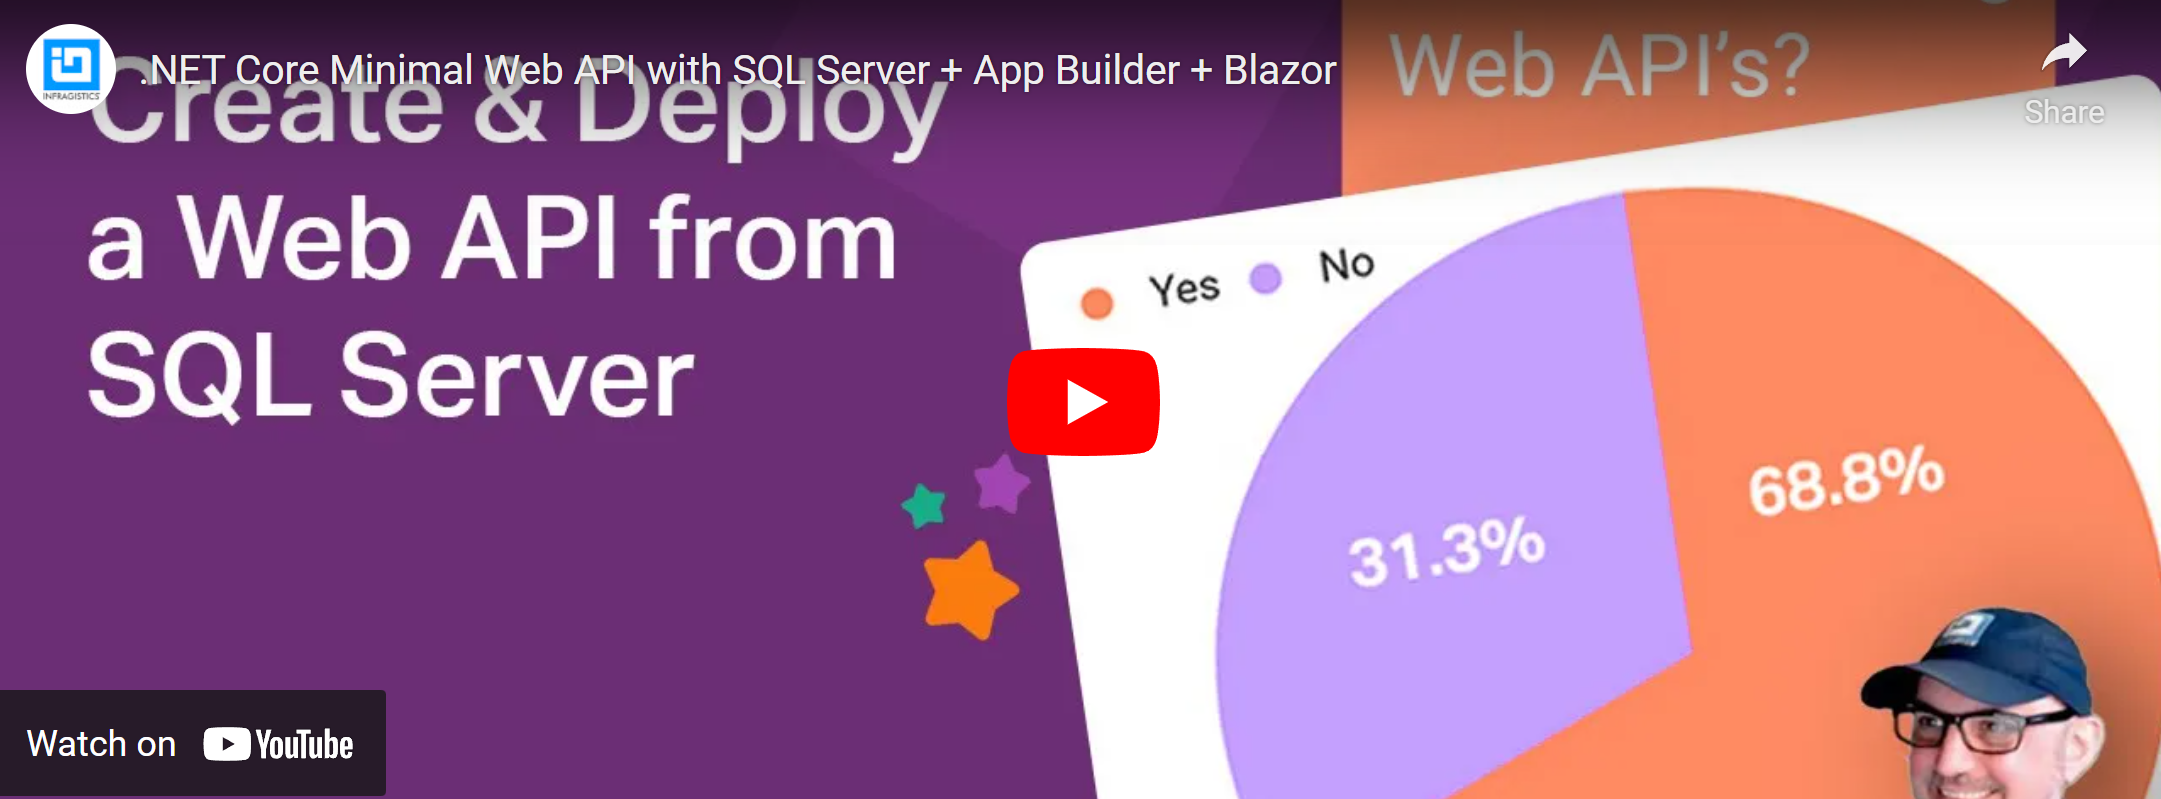 .NET Core Minimal Web API with SQL Server + App Builder + Blazor
INFRAGISTICS
Create & Deploy
a Web API from
SQL Server
Web API's?
Share
Yes
No
68.8%
31.3%
Watch on YouTube